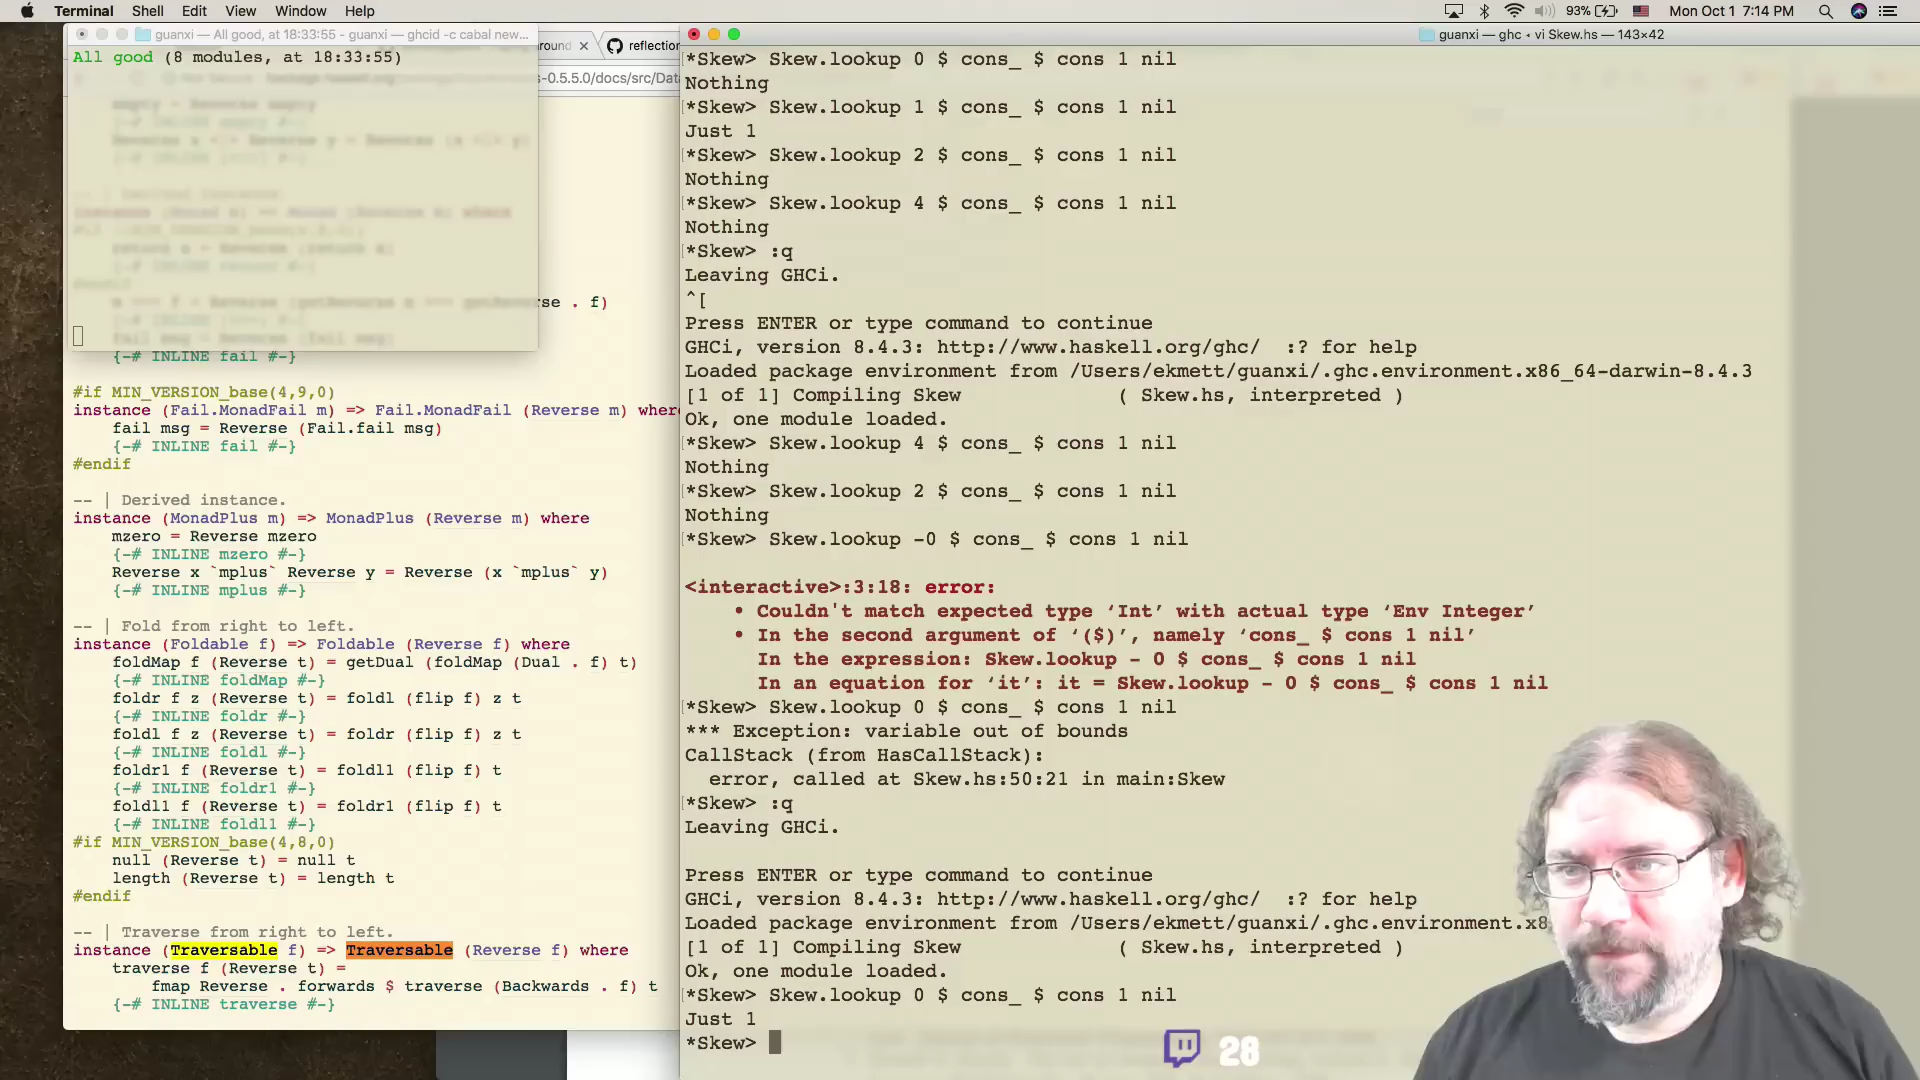 Terminal Shell Edit View Window Help 93% Mon Oct 1 7:14 PM
guanxi — All good, at 18:33:55 - guanxi — ghcid -c cabal new...
All good (8 modules, at 18:33:55)
around
reflection
s-0.5.5.0/docs/src/Data
rse . f)
{-# INLINE fail #-}
#if MIN_VERSION_base(4,9,0)
instance (Fail.MonadFail m) => Fail.MonadFail (Reverse m) where
fail msg = Reverse (Fail.fail msg)
{-# INLINE fail #-}
#endif
-- | Derived instance.
instance (MonadPlus m) => MonadPlus (Reverse m) where
mzero = Reverse mzero
{-# INLINE mzero #-}
Reverse x `mplus` Reverse y = Reverse (x `mplus` y)
{-# INLINE mplus #-}
-- | Fold from right to left.
instance (Foldable f) => Foldable (Reverse f) where
foldMap f (Reverse t) = getDual (foldMap (Dual . f) t)
{-# INLINE foldMap #-}
foldr f z (Reverse t) = foldl (flip f) z t
{-# INLINE foldr #-}
foldl f z (Reverse t) = foldr (flip f) z t
{-# INLINE foldl #-}
foldr1 f (Reverse t) = foldl1 (flip f) t
{-# INLINE foldr1 #-}
foldl1 f (Reverse t) = foldr1 (flip f) t
{-# INLINE foldl1 #-}
#if MIN_VERSION_base(4,8,0)
null (Reverse t) = null t
length (Reverse t) = length t
#endif
-- | Traverse from right to left.
instance (Traversable f) => Traversable (Reverse f) where
traverse f (Reverse t) =
fmap Reverse . forwards $ traverse (Backwards . f) t
{-# INLINE traverse #-}
guanxi — ghc ◂ vi Skew.hs — 143×42
*Skew> Skew.lookup 0 $ cons_ $ cons 1 nil
Nothing
*Skew> Skew.lookup 1 $ cons_ $ cons 1 nil
Just 1
*Skew> Skew.lookup 2 $ cons_ $ cons 1 nil
Nothing
*Skew> Skew.lookup 4 $ cons_ $ cons 1 nil
Nothing
*Skew> :q
Leaving GHCi.
^[
Press ENTER or type command to continue
GHCi, version 8.4.3: http://www.haskell.org/ghc/  :? for help
Loaded package environment from /Users/ekmett/guanxi/.ghc.environment.x86_64-darwin-8.4.3
[1 of 1] Compiling Skew ( Skew.hs, interpreted )
Ok, one module loaded.
*Skew> Skew.lookup 4 $ cons_ $ cons 1 nil
Nothing
*Skew> Skew.lookup 2 $ cons_ $ cons 1 nil
Nothing
*Skew> Skew.lookup -0 $ cons_ $ cons 1 nil
<interactive>:3:18: error:
• Couldn't match expected type ‘Int’ with actual type ‘Env Integer’
• In the second argument of ‘($)’, namely ‘cons_ $ cons 1 nil’
In the expression: Skew.lookup - 0 $ cons_ $ cons 1 nil
In an equation for ‘it’: it = Skew.lookup - 0 $ cons_ $ cons 1 nil
*Skew> Skew.lookup 0 $ cons_ $ cons 1 nil
*** Exception: variable out of bounds
CallStack (from HasCallStack):
error, called at Skew.hs:50:21 in main:Skew
*Skew> :q
Leaving GHCi.
Press ENTER or type command to continue
GHCi, version 8.4.3: http://www.haskell.org/ghc/  :? for help
Loaded package environment from /Users/ekmett/guanxi/.ghc.environment.x8
[1 of 1] Compiling Skew ( Skew.hs, interpreted )
Ok, one module loaded.
*Skew> Skew.lookup 0 $ cons_ $ cons 1 nil
Just 1
*Skew>
28